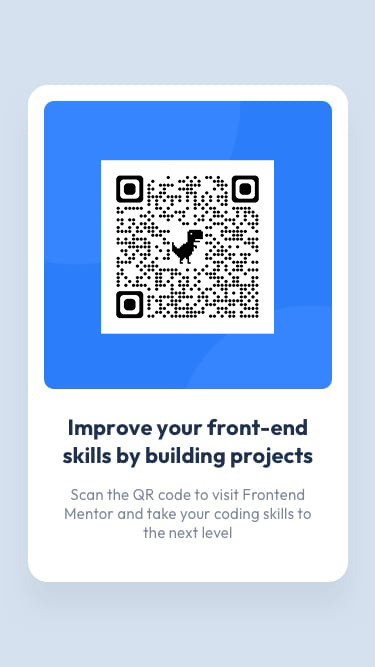 Improve your front-end
skills by building projects
Scan the QR code to visit Frontend
Mentor and take your coding skills to
the next level